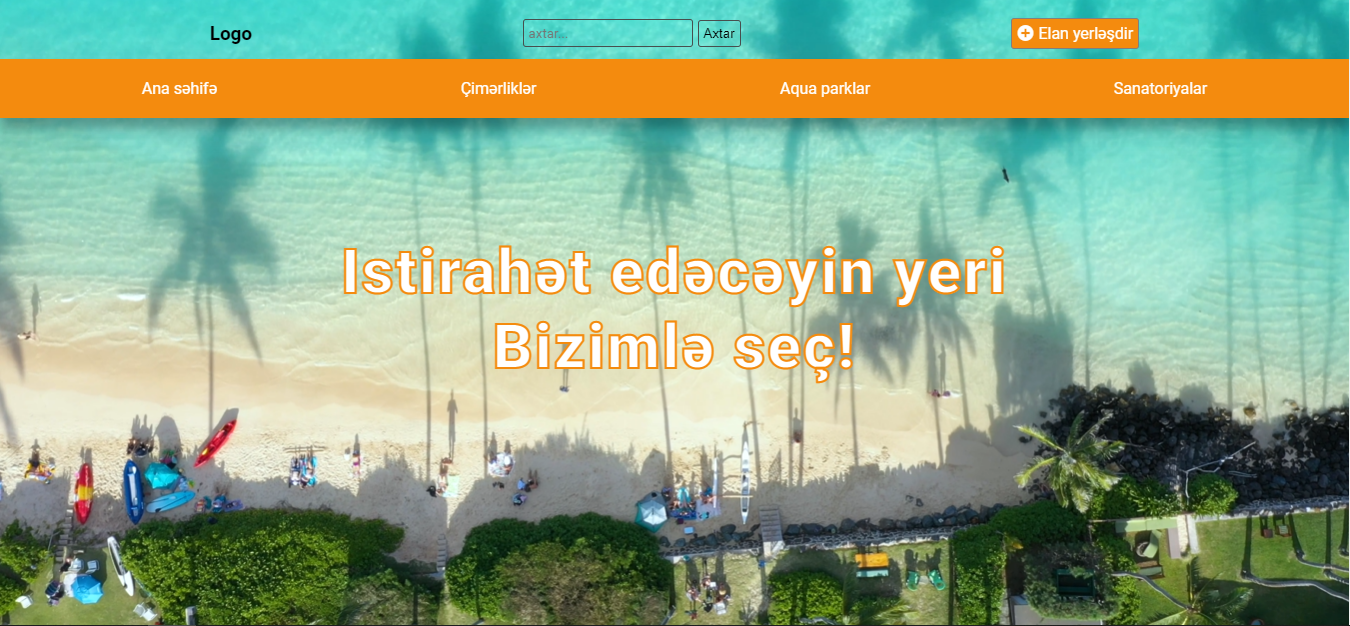 Logo
axtar...
Axtar
Elan yerləşdir
Ana səhifə
Çimərliklər
Aqua parklar
Sanatoriyalar
Istirahət edəcəyin yeri
Bizimlə seç!